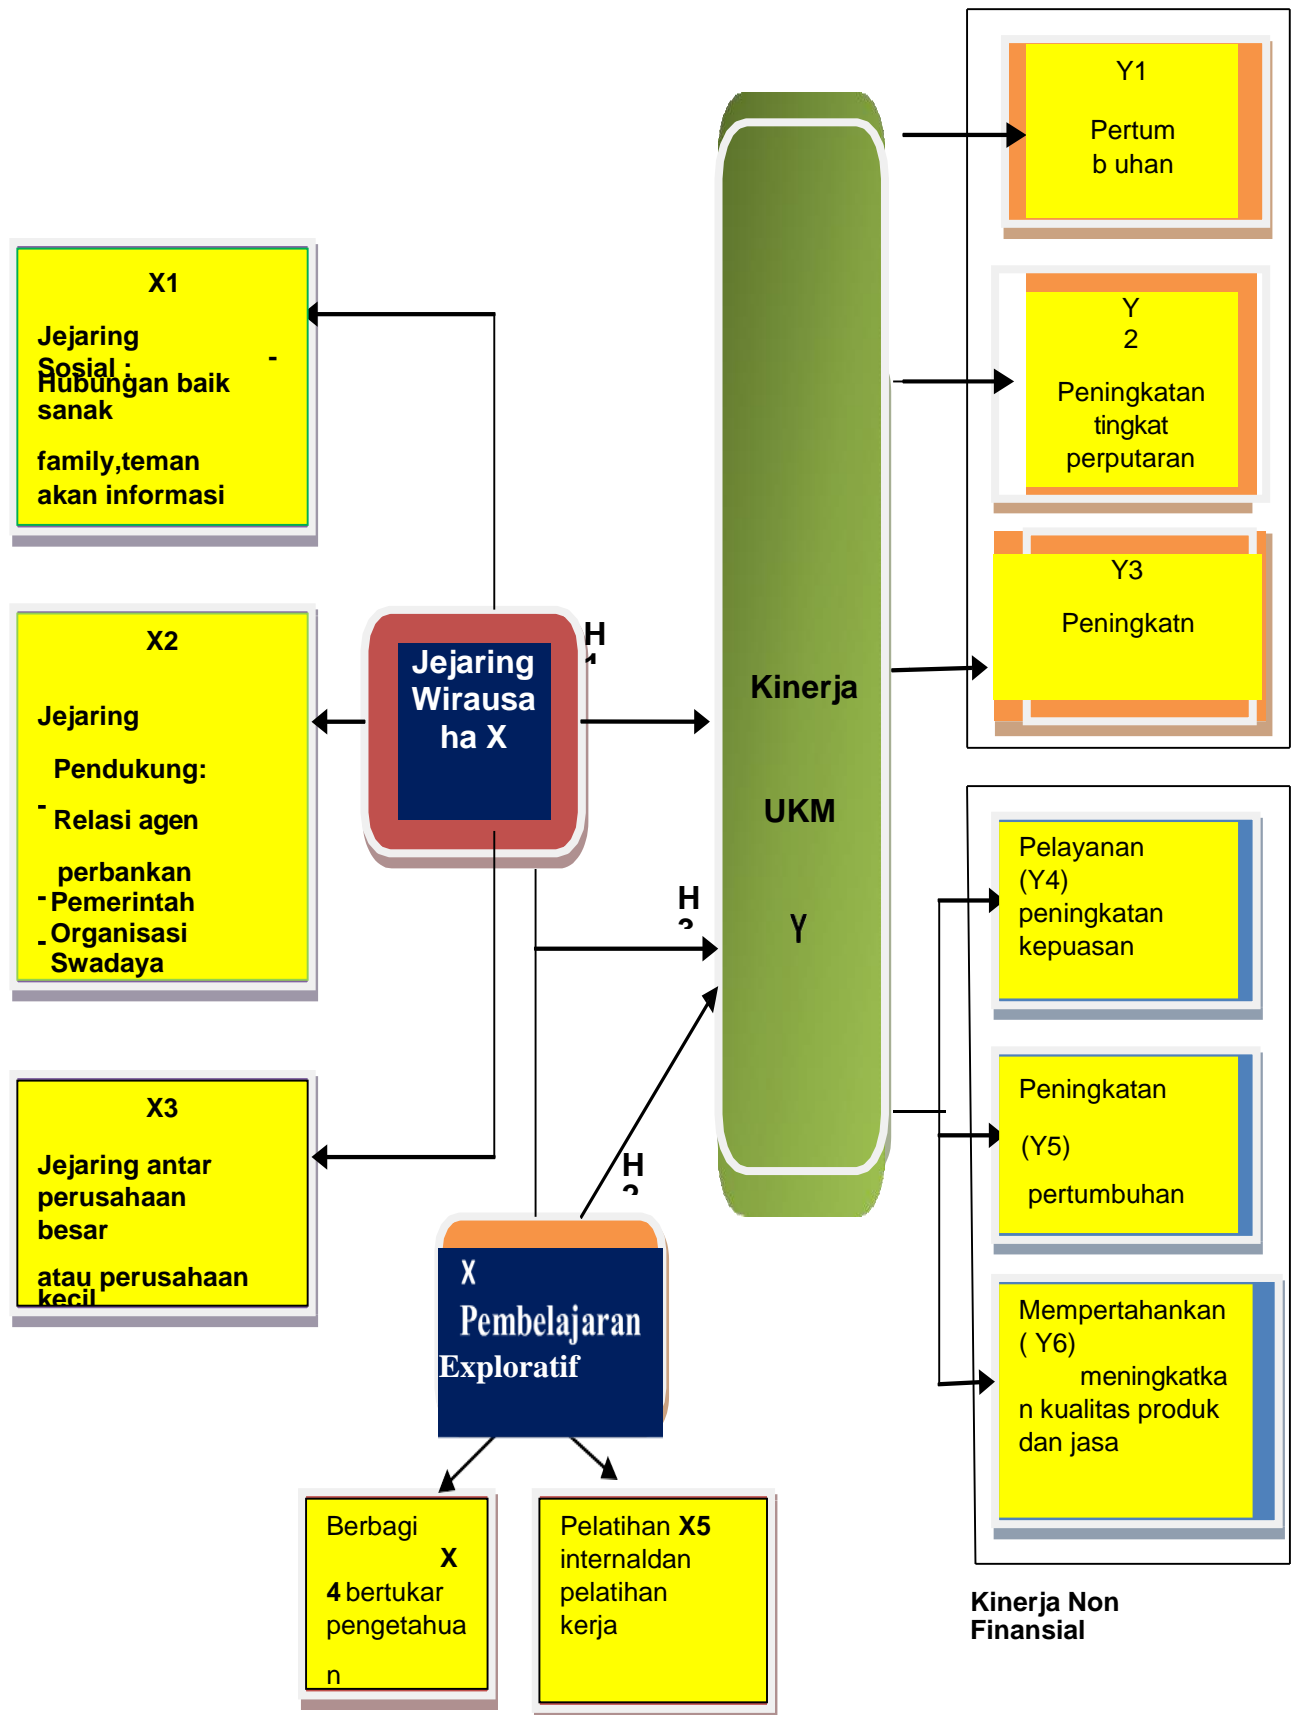 X1
Jejaring
Sosial : -
Hubungan baik
sanak
family,teman
akan informasi
X2
Jejaring
Pendukung:
-
Relasi agen
perbankan
- Pemerintah
- Organisasi
Swadaya
X3
Jejaring antar
perusahaan
besar
atau perusahaan
kecil
Jejaring
Wirausa
ha X
H
1
H
3
H
2
X
Pembelajaran
Exploratif
Berbagi
X
4 bertukar
pengetahua
n
Pelatihan X5
internaldan
pelatihan
kerja
Kinerja
UKM
Y
Y1
Pertum
b uhan
Y
2
Peningkatan
tingkat
perputaran
Y3
Peningkatn
Pelayanan
(Y4)
peningkatan
kepuasan
Peningkatan
(Y5)
pertumbuhan
Mempertahankan
( Y6)
meningkatka
n kualitas produk
dan jasa
Kinerja Non
Finansial